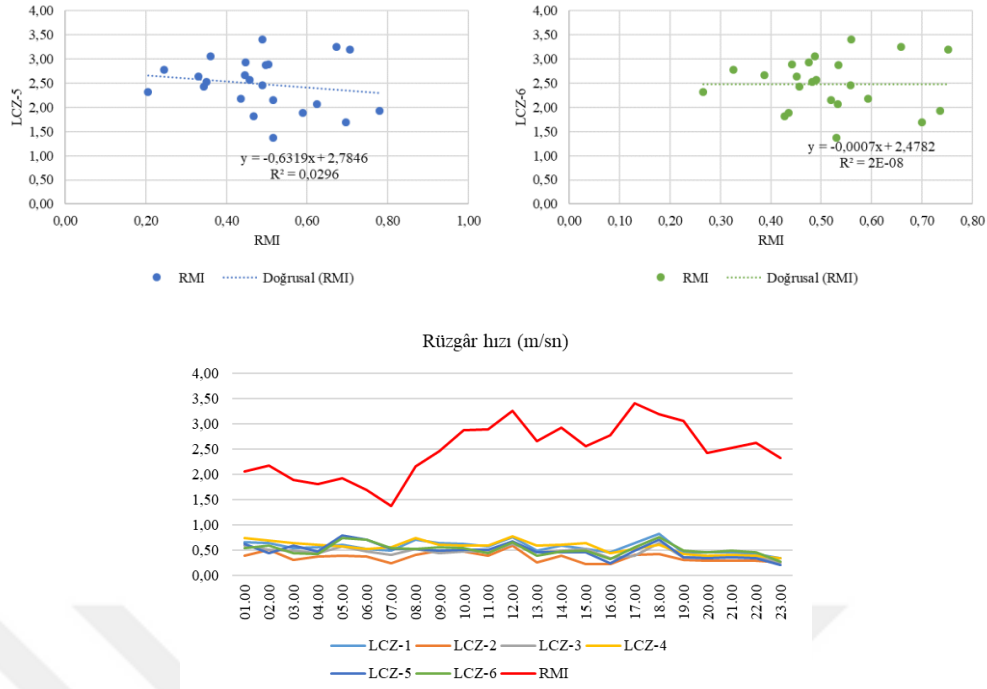 4,00
3,50
3,00
2,50
2,00
1,50
1,00
0,50
0,00
LCZ-5
y = -0,6319x + 2,7846
R² = 0,0296
0,00 0,20 0,40 0,60 0,80 1,00
RMI
RMI Doğrusal (RMI)
4,00
3,50
3,00
2,50
2,00
1,50
1,00
0,50
0,00
LCZ-6
y = -0,0007x + 2,4782
R² = 2E-08
0,00 0,10 0,20 0,30 0,40 0,50 0,60 0,70 0,80
RMI
RMI Doğrusal (RMI)
Rüzgâr hızı (m/sn)
4,00
3,50
3,00
2,50
2,00
1,50
1,00
0,50
0,00
01.00 02.00 03.00 04.00 05.00 06.00 07.00 08.00 09.00 10.00 11.00 12.00 13.00 14.00 15.00 16.00 17.00 18.00 19.00 20.00 21.00 22.00 23.00
LCZ-1 LCZ-2 LCZ-3 LCZ-4
LCZ-5 LCZ-6 RMI